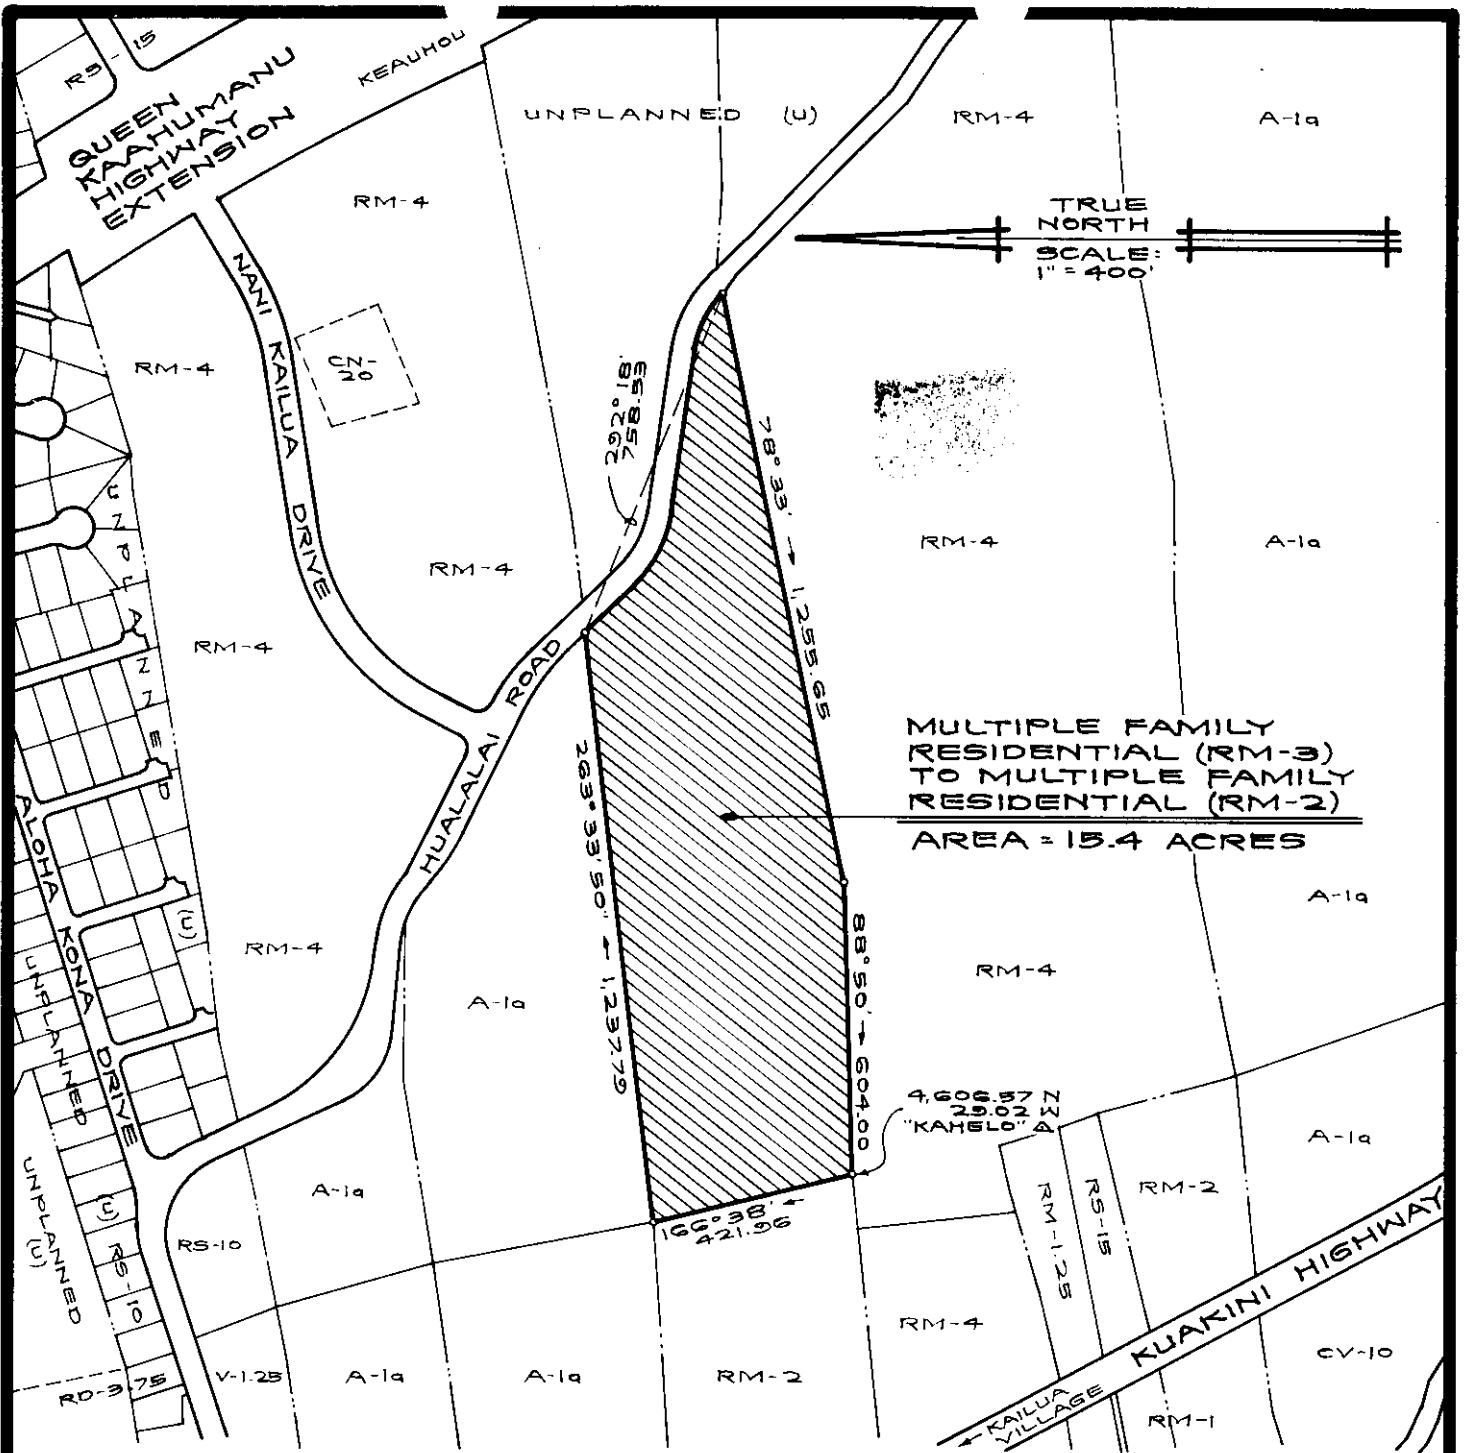 RS-15
QUEEN
KAAHUMANU
HIGHWAY
EXTENSION
KEAUHOU
UNPLANNED (U)
RM-4
A-1a
RM-4
TRUE
NORTH
SCALE:
1" = 400'
NANI KAILUA DRIVE
CN-
20
RM-4
292° 18'
758.53
78° 33' → 1,255.65
UNPLANNED
(U)
RM-4
RM-4
A-1a
RM-4
HUALALAI ROAD
MULTIPLE FAMILY
RESIDENTIAL (RM-3)
TO MULTIPLE FAMILY
RESIDENTIAL (RM-2)
AREA = 15.4 ACRES
263° 33' 50" ← 1,237.79
ALOHA KONA DRIVE
A-1a
RM-4
UNPLANNED
RM-4
A-1a
88° 50' → 604.00
4,606.57 N
29.02 W
"KAHELO" Δ
UNPLANNED
(U)
(U)
RS-10
A-1a
A-1a
RM-2
RS-15
RM-1.25
166° 38' ←
421.96
RS-10
KUAKINI HIGHWAY
RM-4
CV-10
RD-3.75
V-1.25
A-1a
A-1a
RM-2
← KAILUA
VILLAGE
RM-1